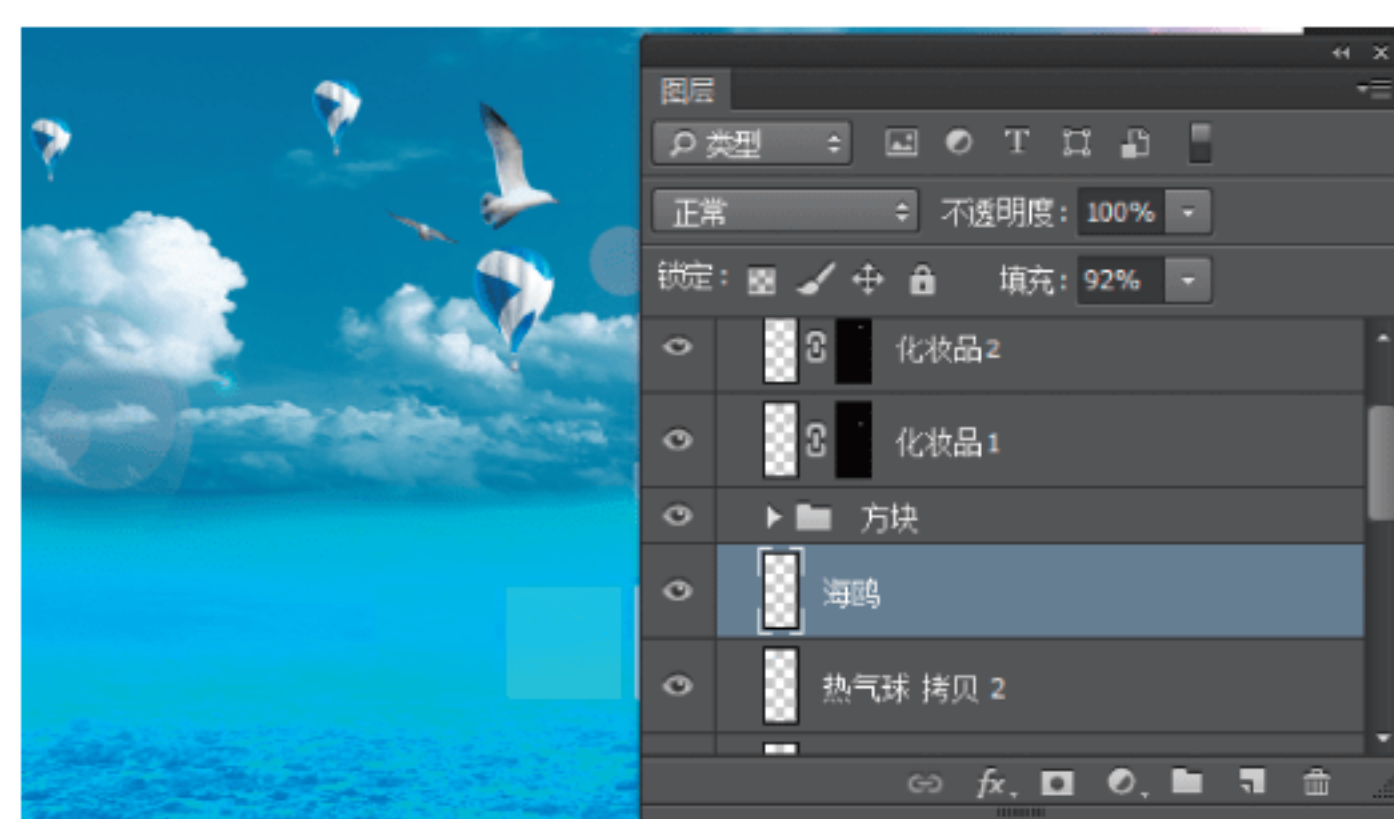 图层
类型
正常 不透明度: 100%
锁定: 填充: 92%
化妆品2
化妆品1
方块
海鸥
热气球 拷贝 2
fx.